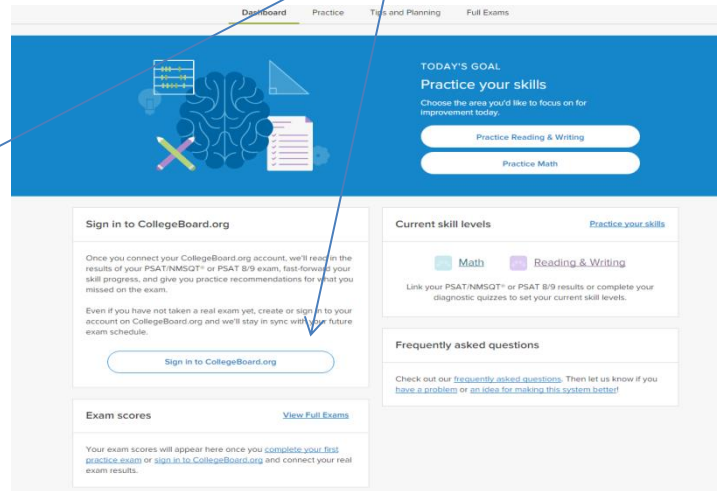 Dashboard Practice Tips and Planning Full Exams
TODAY'S GOAL
Practice your skills
Choose the area you'd like to focus on for
improvement today.
Practice Reading & Writing
Practice Math
Sign in to CollegeBoard.org
Once you connect your CollegeBoard.org account, we'll read in the
results of your PSAT/NMSQT® or PSAT 8/9 exam, fast-forward your
skill progress, and give you practice recommendations for what you
missed on the exam.
Even if you have not taken a real exam yet, create or sign in to your
account on CollegeBoard.org and we'll stay in sync with your future
exam schedule.
Sign in to CollegeBoard.org
Exam scores View Full Exams
Your exam scores will appear here once you complete your first
practice exam or sign in to CollegeBoard.org and connect your real
exam results.
Current skill levels Practice your skills
Math Reading & Writing
Link your PSAT/NMSQT® or PSAT 8/9 results or complete your
diagnostic quizzes to set your current skill levels.
Frequently asked questions
Check out our frequently asked questions. Then let us know if you
have a problem or an idea for making this system better!